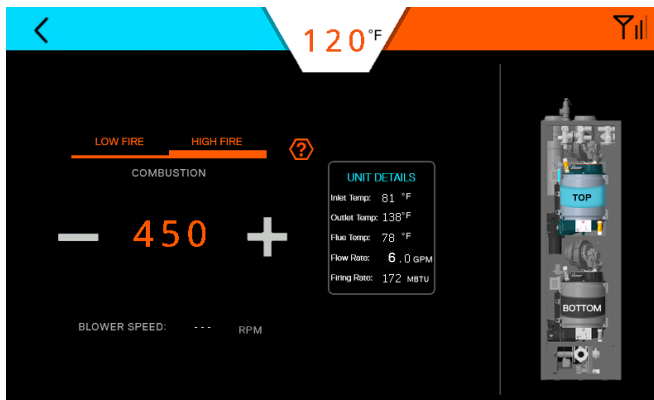 120°F
LOW FIRE HIGH FIRE
?
COMBUSTION
450
BLOWER SPEED: --- RPM
UNIT DETAILS
Inlet Temp: 81 °F
Outlet Temp: 138°F
Flue Temp: 78 °F
Flow Rate: 6.0 GPM
Firing Rate: 172 MBTU
TOP
BOTTOM